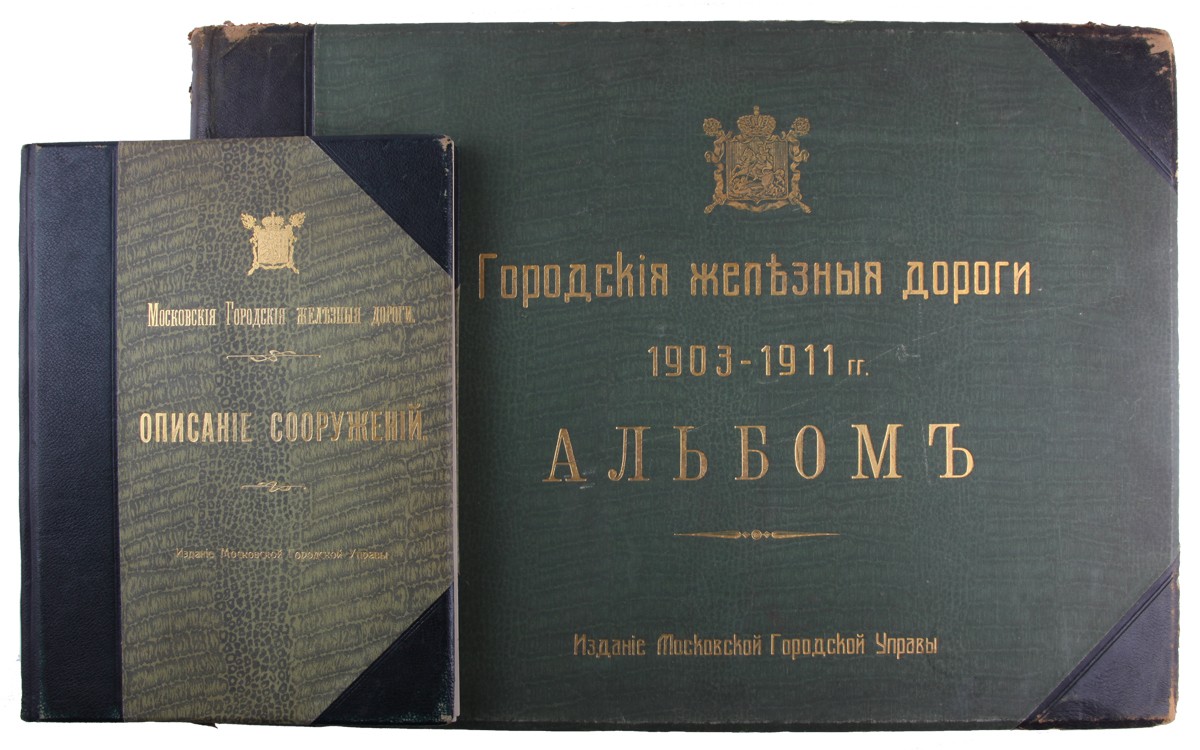 Московскія Городскія желѣзныя дороги.
ОПИСАНІЕ СООРУЖЕНІЙ.
Изданіе Московской Городской Управы
Городскія желѣзныя дороги
1903-1911 гг.
АЛЬБОМЪ
Изданіе Московской Городской Управы